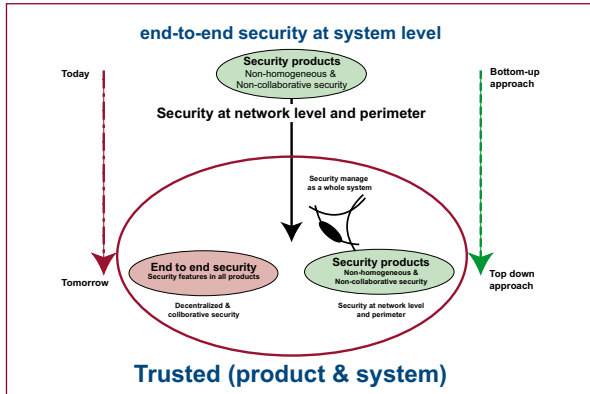 end-to-end security at system level
Today
Security products
Non-homogeneous &
Non-collaborative security
Bottom-up
approach
Security at network level and perimeter
Security manage
as a whole system
End to end security
Security features in all products
Security products
Non-homogeneous &
Non-collaborative security
Tomorrow
Top down
approach
Decentralized &
collborative security
Security at network level
and perimeter
Trusted (product & system)